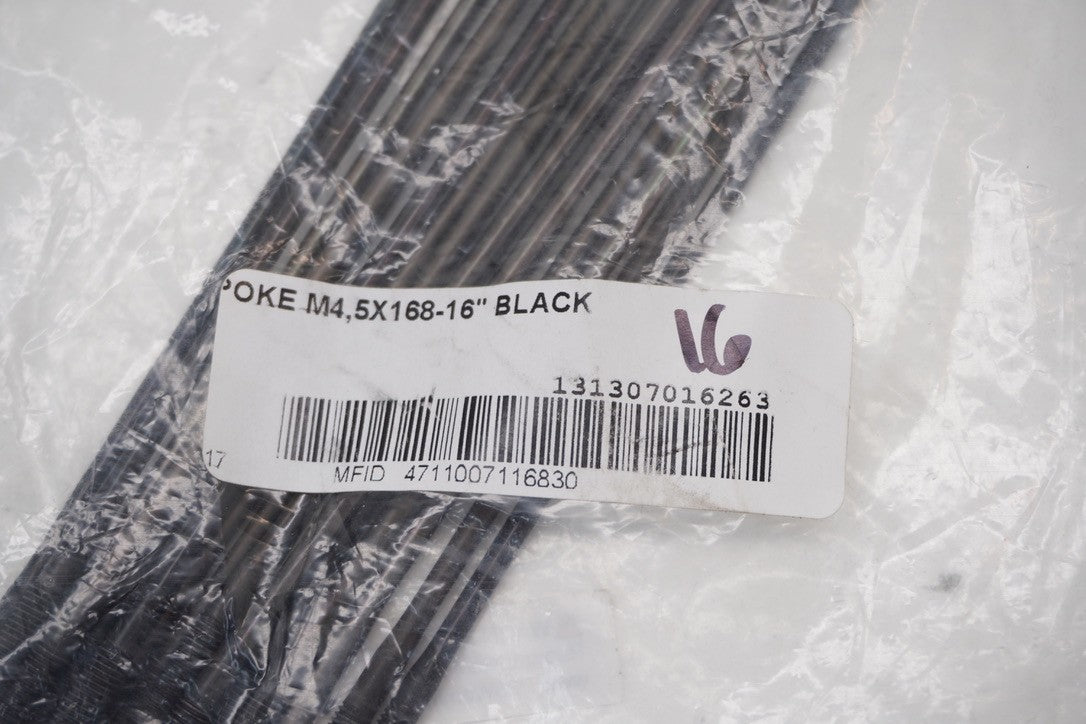 POKE M4,5X168-16" BLACK
16
131307016263
17
MFID 4711007116830